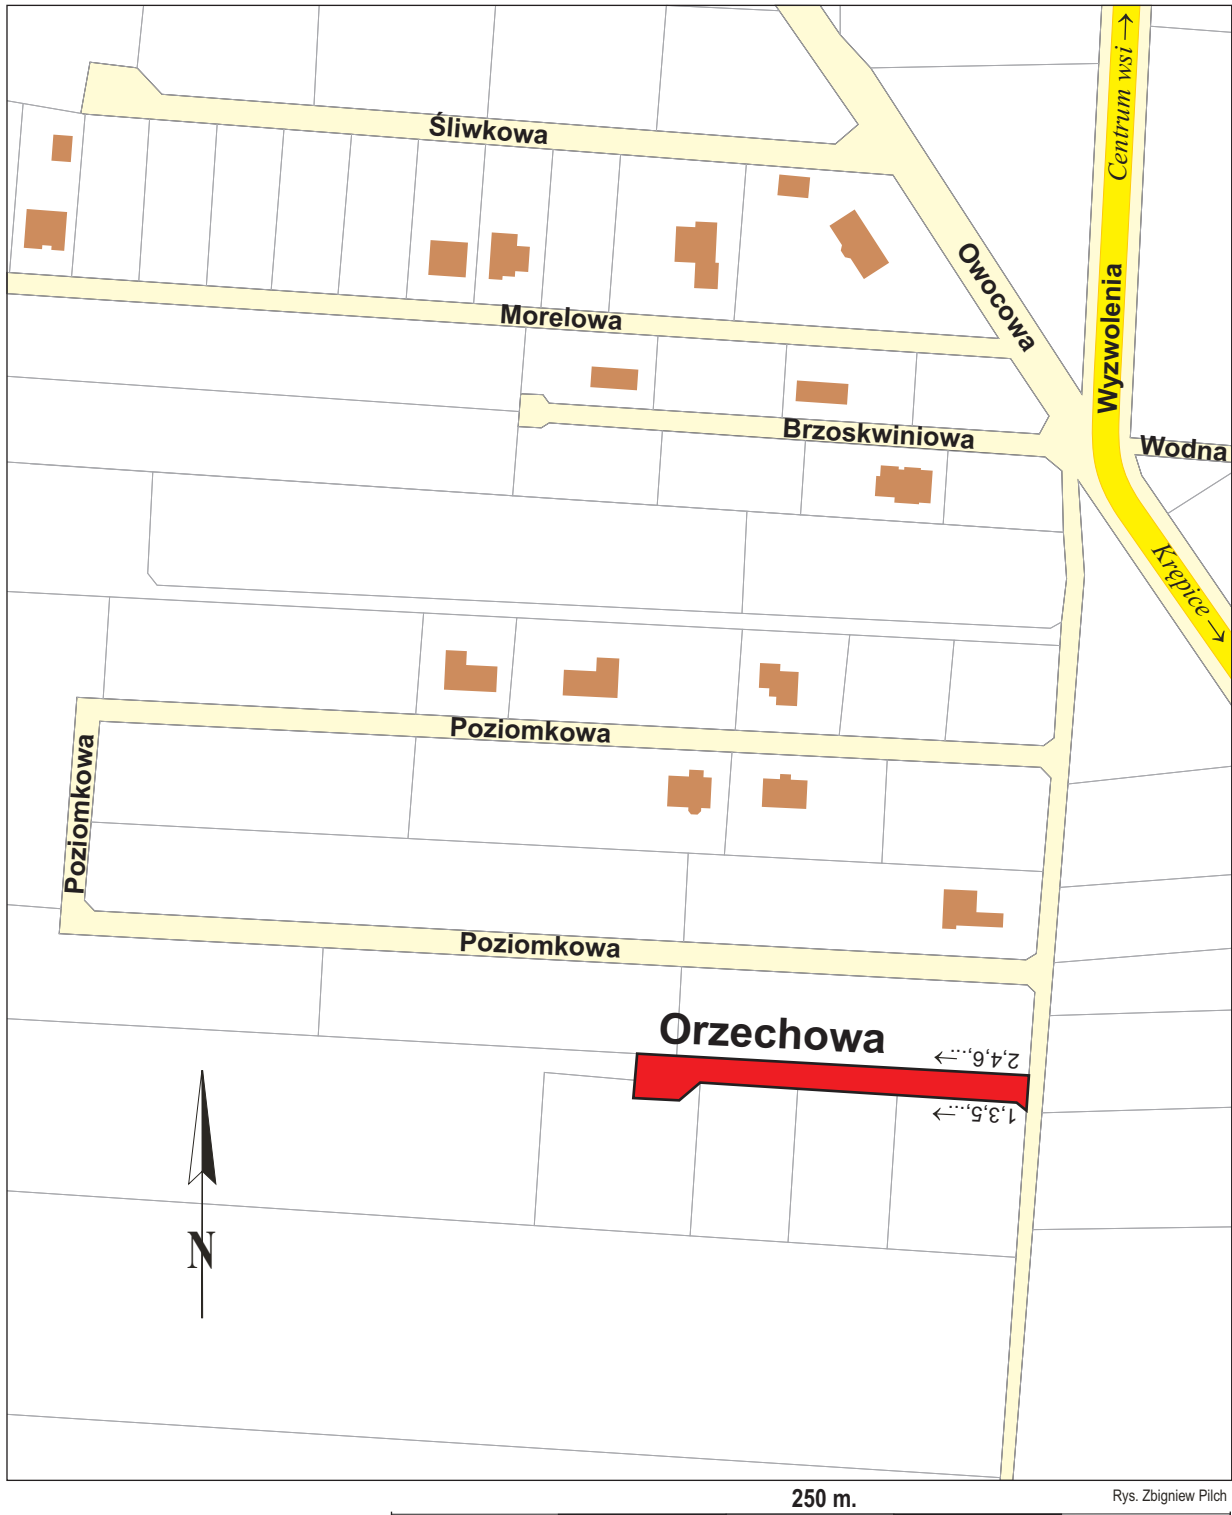 Centrum wsi →
Śliwkowa
Owocowa
Wyzwolenia
Morelowa
Brzoskwiniowa
Wodna
Krępice →
Poziomkowa
Poziomkowa
Poziomkowa
Orzechowa
2,4,6,... →
1,3,5,... →
N
250 m.
Rys. Zbigniew Pilch